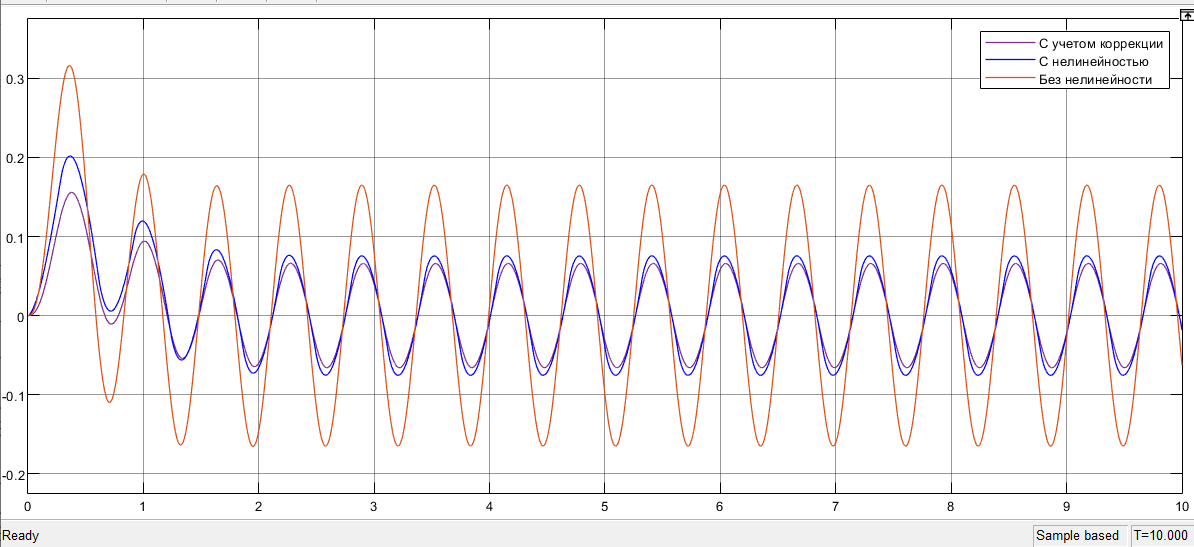 С учетом коррекции
С нелинейностью
Без нелинейности
0.3
0.2
0.1
0
-0.1
-0.2
0 1 2 3 4 5 6 7 8 9 10
Ready Sample based T=10.000